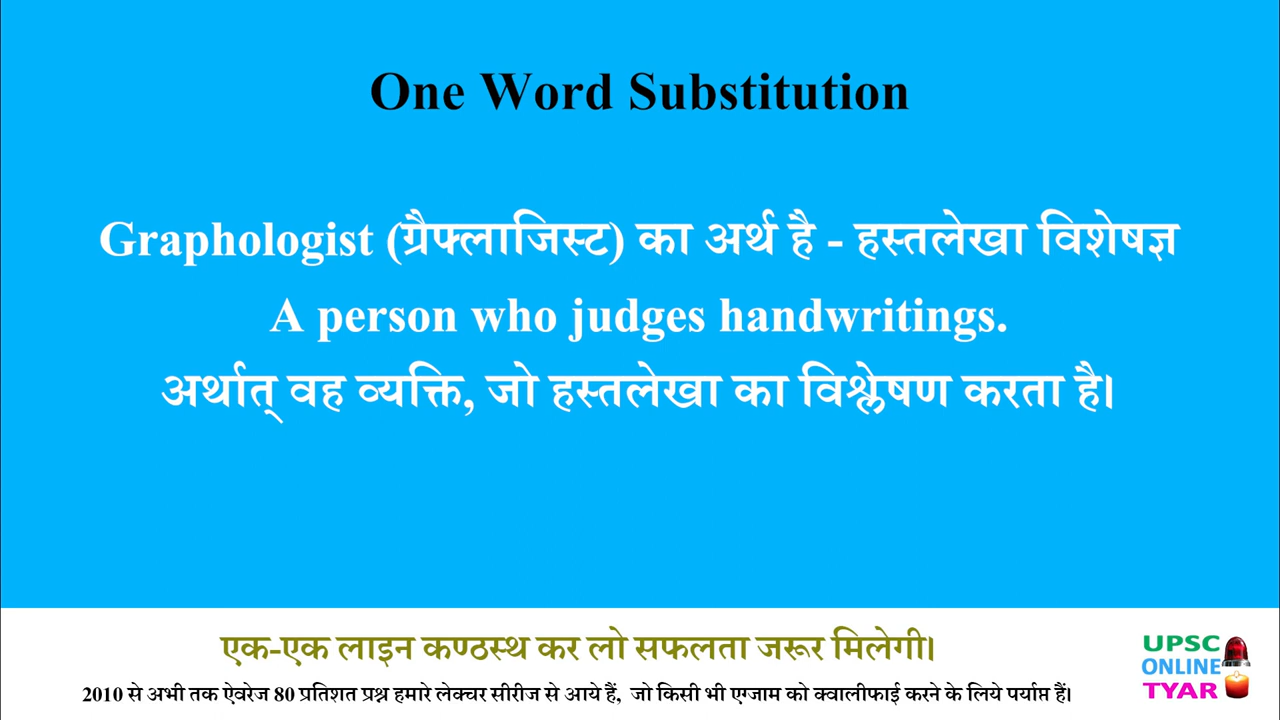 One Word Substitution
Graphologist (ग्रैफ्लाजिस्ट) का अर्थ है - हस्तलेखा विशेषज्ञ
A person who judges handwritings.
अर्थात् वह व्यक्ति, जो हस्तलेखा का विश्लेषण करता है।
एक-एक लाइन कण्ठस्थ कर लो सफलता जरूर मिलेगी।
2010 से अभी तक ऐवरेज 80 प्रतिशत प्रश्न हमारे लेक्चर सीरीज से आये हैं, जो किसी भी एग्जाम को क्वालीफाई करने के लिये पर्याप्त हैं।
UPSC
ONLINE
TYAR